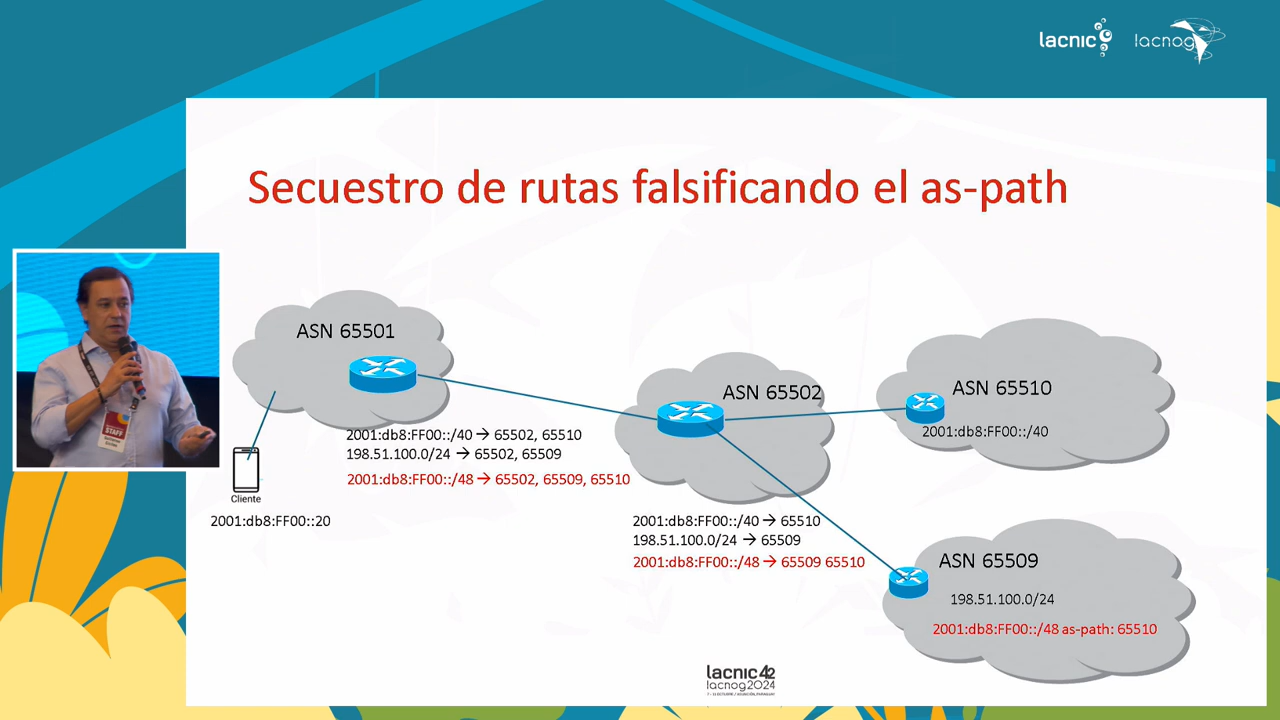 lacnic
lacnog
Secuestro de rutas falsificando el as-path
ASN 65501
ASN 65502
ASN 65510
2001:db8:FF00::/40
2001:db8:FF00::/40 → 65502, 65510
198.51.100.0/24 → 65502, 65509
2001:db8:FF00::/48 → 65502, 65509, 65510
Cliente
2001:db8:FF00::20
2001:db8:FF00::/40 → 65510
198.51.100.0/24 → 65509
2001:db8:FF00::/48 → 65509 65510
ASN 65509
198.51.100.0/24
2001:db8:FF00::/48 as-path: 65510
STAFF
lacnic42
lacnog2024